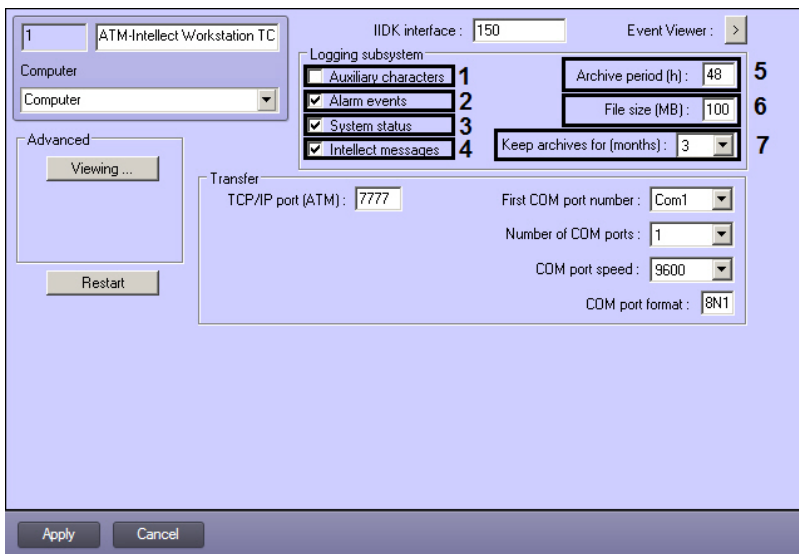 1 ATM-Intellect Workstation TC
IIDK interface : 150
Event Viewer : >
Computer
Computer
Logging subsystem
Auxiliary characters 1
Alarm events 2
System status 3
Intellect messages 4
Archive period (h) : 48 5
File size (MB) : 100 6
Keep archives for (months) : 3 7
Advanced
Viewing ...
Restart
Transfer
TCP/IP port (ATM) : 7777
First COM port number : Com1
Number of COM ports : 1
COM port speed : 9600
COM port format : 8N1
Apply Cancel